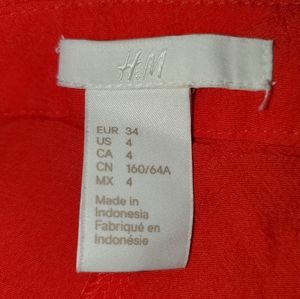 H&M
EUR 34
US 4
CA 4
CN 160/64A
MX 4
Made in
Indonesia
Fabriqué en
Indonésie